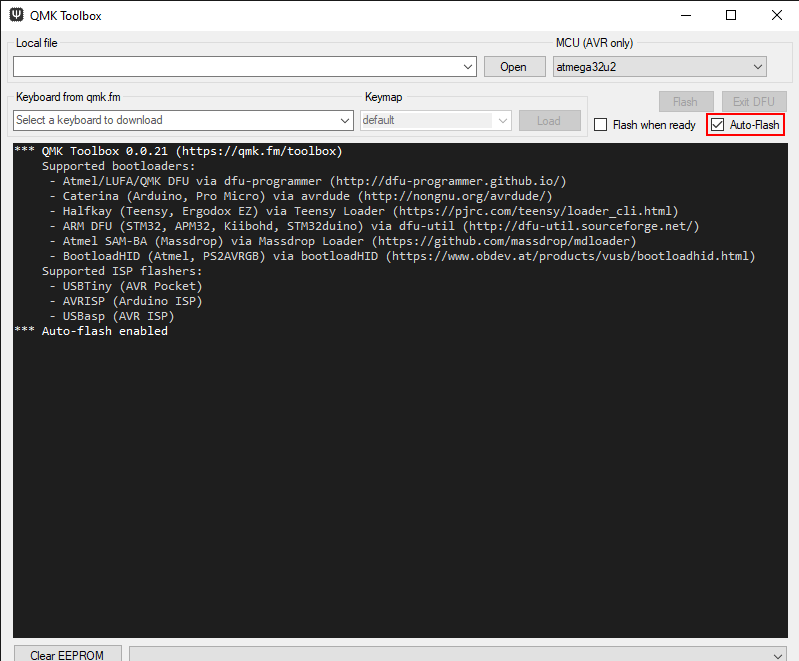 QMK Toolbox
Local file
MCU (AVR only)
Open
atmega32u2
Keyboard from qmk.fm
Keymap
Flash
Exit DFU
Select a keyboard to download
default
Load
Flash when ready
Auto-Flash
*** QMK Toolbox 0.0.21 (https://qmk.fm/toolbox)
Supported bootloaders:
- Atmel/LUFA/QMK DFU via dfu-programmer (http://dfu-programmer.github.io/)
- Caterina (Arduino, Pro Micro) via avrdude (http://nongnu.org/avrdude/)
- Halfkay (Teensy, Ergodox EZ) via Teensy Loader (https://pjrc.com/teensy/loader_cli.html)
- ARM DFU (STM32, APM32, Kiibohd, STM32duino) via dfu-util (http://dfu-util.sourceforge.net/)
- Atmel SAM-BA (Massdrop) via Massdrop Loader (https://github.com/massdrop/mdloader)
- BootloadHID (Atmel, PS2AVRGB) via bootloadHID (https://www.obdev.at/products/vusb/bootloadhid.html)
Supported ISP flashers:
- USBTiny (AVR Pocket)
- AVRISP (Arduino ISP)
- USBasp (AVR ISP)
*** Auto-flash enabled
Clear EEPROM